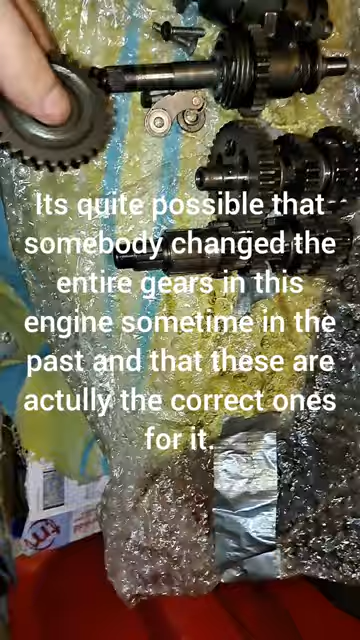 Its quite possible that
somebody changed the
entire gears in this
engine sometime in the
past and that these are
actully the correct ones
for it.